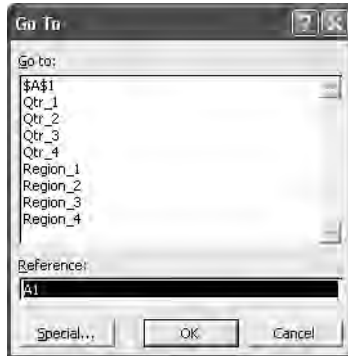 Go To
Go to:
$A$1
Qtr_1
Qtr_2
Qtr_3
Qtr_4
Region_1
Region_2
Region_3
Region_4
Reference:
A1
Special...
OK
Cancel